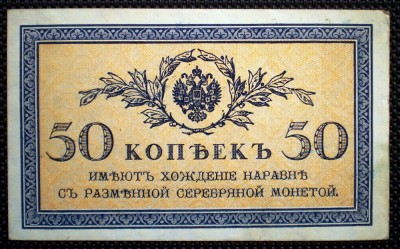 50 КОПѢЕКЪ 50
ИМѢЮТЪ ХОЖДЕНІЕ НАРАВНѢ
СЪ РАЗМѢННОЙ СЕРЕБРЯНОЙ МОНЕТОЙ.